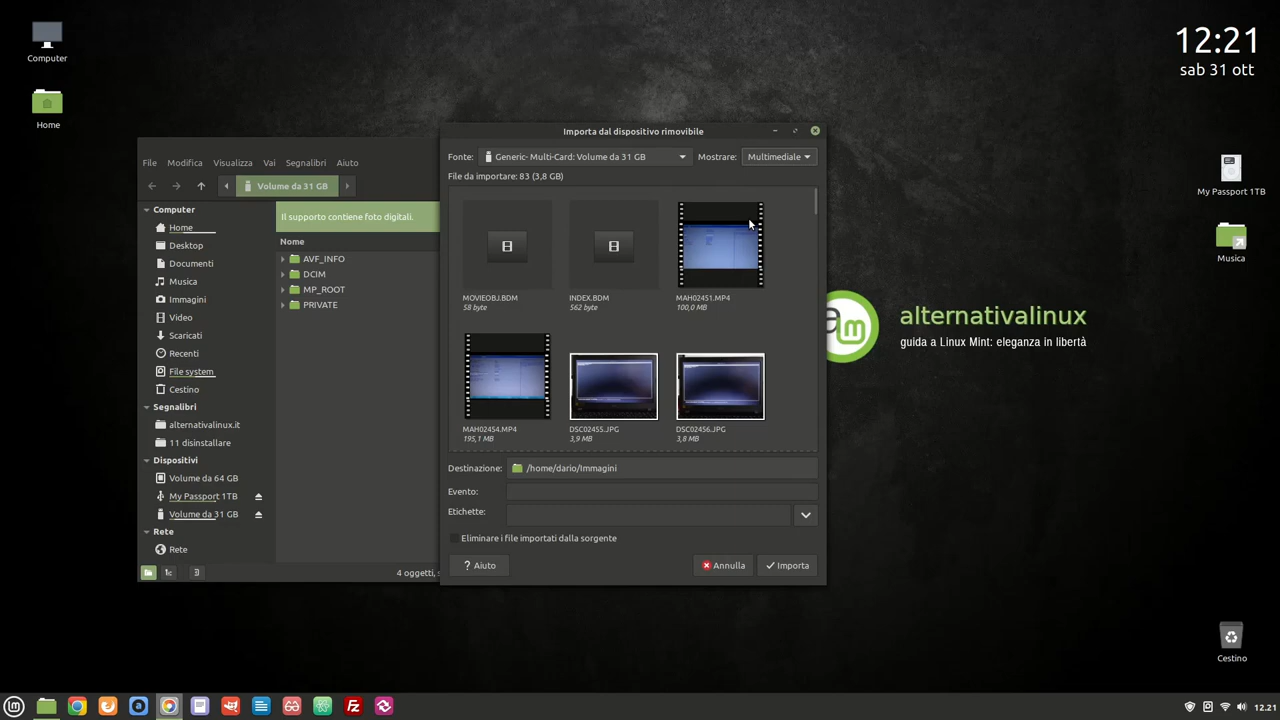 Computer
Home
12:21
sab 31 ott
My Passport 1TB
Musica
Cestino
File Modifica Visualizza Vai Segnalibri Aiuto
Volume da 31 GB
Computer
Home
Desktop
Documenti
Musica
Immagini
Video
Scaricati
Recenti
File system
Cestino
Segnalibri
alternativalinux.it
11 disinstallare
Dispositivi
Volume da 64 GB
My Passport 1TB
Volume da 31 GB
Rete
Rete
Il supporto contiene foto digitali.
Nome
AVF_INFO
DCIM
MP_ROOT
PRIVATE
4 oggetti, s
Importa dal dispositivo rimovibile
Fonte: Generic- Multi-Card: Volume da 31 GB Mostrare: Multimediale
File da importare: 83 (3,8 GB)
MOVIEOBJ.BDM
58 byte
INDEX.BDM
562 byte
MAH02451.MP4
100,0 MB
MAH02454.MP4
195,1 MB
DSC02455.JPG
3,9 MB
DSC02456.JPG
3,8 MB
Destinazione: /home/dario/Immagini
Evento:
Etichette:
Eliminare i file importati dalla sorgente
? Aiuto Annulla Importa
alternativalinux
guida a Linux Mint: eleganza in libertà
12.21